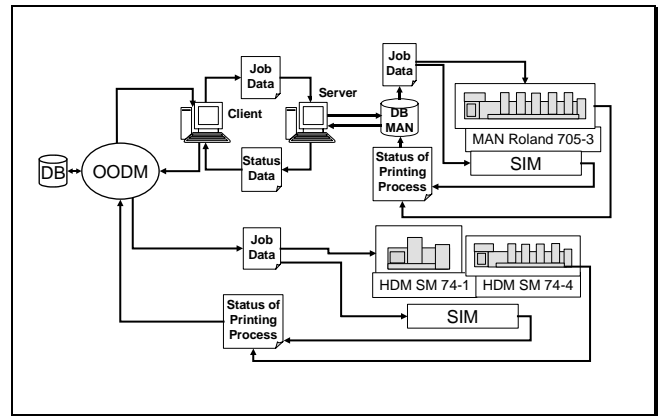 Job
Data
Job
Data
Server
Client
DB
MAN
MAN Roland 705-3
Status
Data
Status of
Printing
Process
SIM
DB
OODM
Job
Data
HDM SM 74-1
HDM SM 74-4
Status of
Printing
Process
SIM